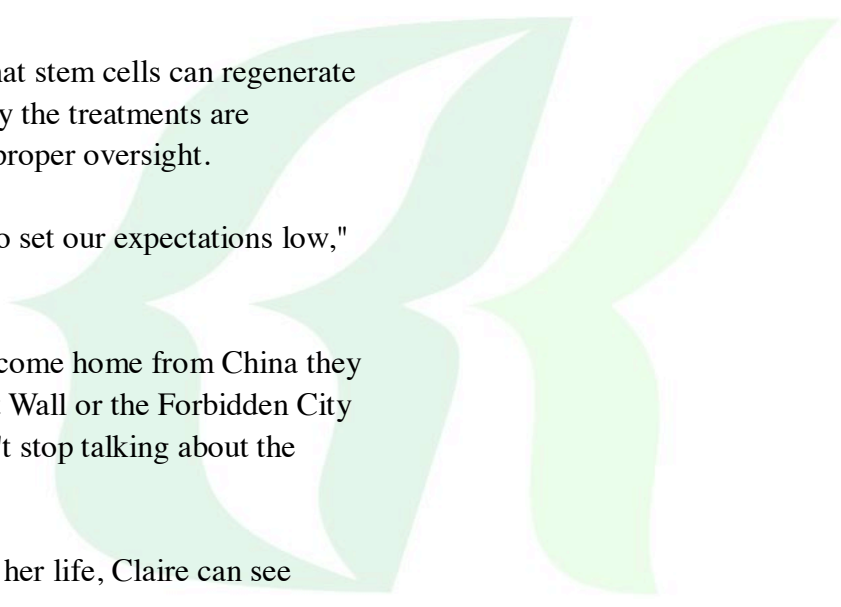 hat stem cells can regenerate
y the treatments are
proper oversight.
o set our expectations low,"
come home from China they
t Wall or the Forbidden City
't stop talking about the
her life, Claire can see